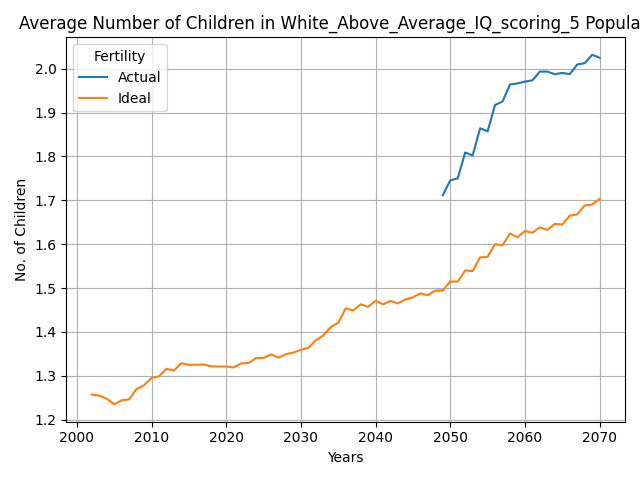 Average Number of Children in White_Above_Average_IQ_scoring_5 Popula
Fertility
Actual
Ideal
No. of Children
2.0
1.9
1.8
1.7
1.6
1.5
1.4
1.3
1.2
2000 2010 2020 2030 2040 2050 2060 2070
Years